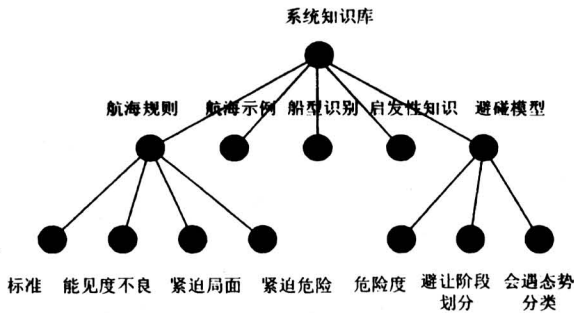 系统知识库
航海规则 航海示例 船型识别 启发性知识 避碰模型
标准 能见度不良 紧迫局面 紧迫危险 危险度 避让阶段 会遇态势
划分 分类